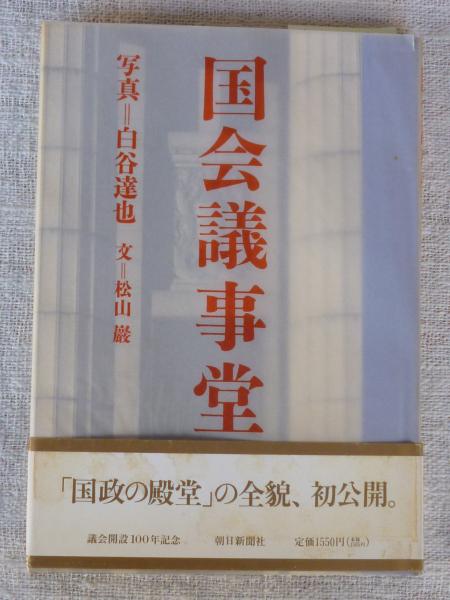 国会議事堂
写真=白谷達也
文=松山 巖
「国政の殿堂」の全貌、初公開。
議会開設100年記念 朝日新聞社 定価1550円